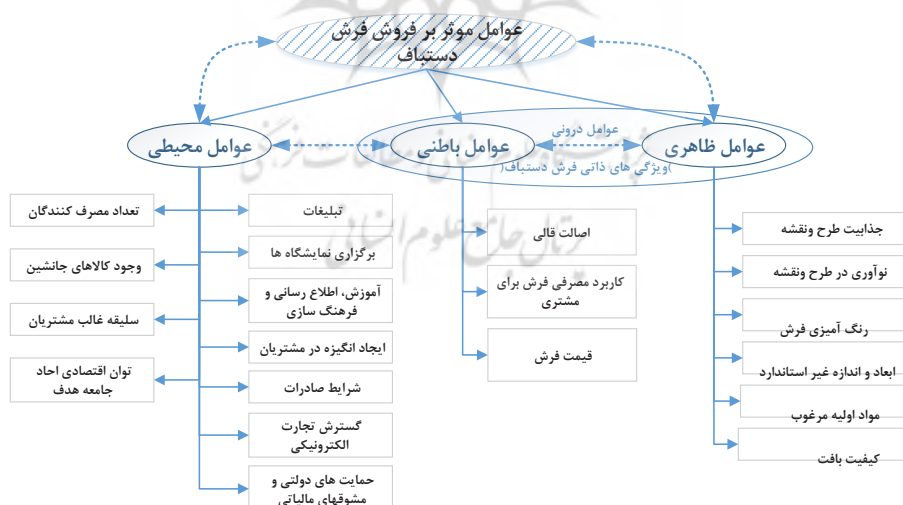 عوامل موثر بر فروش فرش
دستباف
عوامل ظاهری
عوامل درونی
)ویژگی های ذاتی فرش دستباف(
عوامل باطنی
عوامل محیطی
جذابیت طرح ونقشه
نوآوری در طرح ونقشه
رنگ آمیزی فرش
ابعاد و اندازه غیر استاندارد
مواد اولیه مرغوب
کیفیت بافت
اصالت قالی
کاربرد مصرفی فرش برای
مشتری
قیمت فرش
تبلیغات
برگزاری نمایشگاه ها
آموزش، اطلاع رسانی و
فرهنگ سازی
ایجاد انگیزه در مشتریان
شرایط صادرات
گسترش تجارت
الکترونیکی
حمایت های دولتی و
مشوقهای مالیاتی
تعداد مصرف کنندگان
وجود کالاهای جانشین
سلیقه غالب مشتریان
توان اقتصادی احاد
جامعه هدف
پرتال جامع علوم انسانی